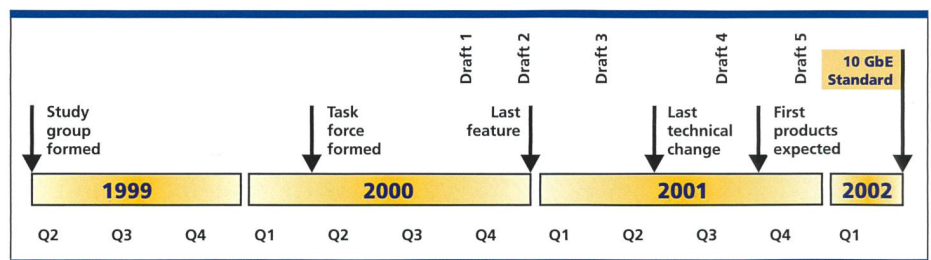 Draft 1
Draft 2
Draft 3
Draft 4
Draft 5
10 GbE
Standard
Study
group
formed
Task
force
formed
Last
feature
Last
technical
change
First
products
expected
1999
2000
2001
2002
Q2 Q3 Q4 Q1 Q2 Q3 Q4 Q1 Q2 Q3 Q4 Q1